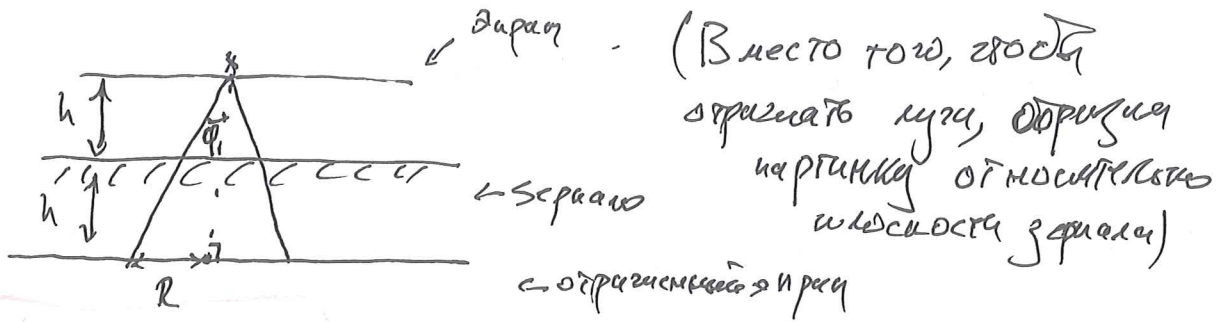 Экран
(Вместо того, чтобы
отражать лучи, отразим
картинку относительно
плоскости зеркала)
h
φ
h
← зеркало
R
← отраженный экран